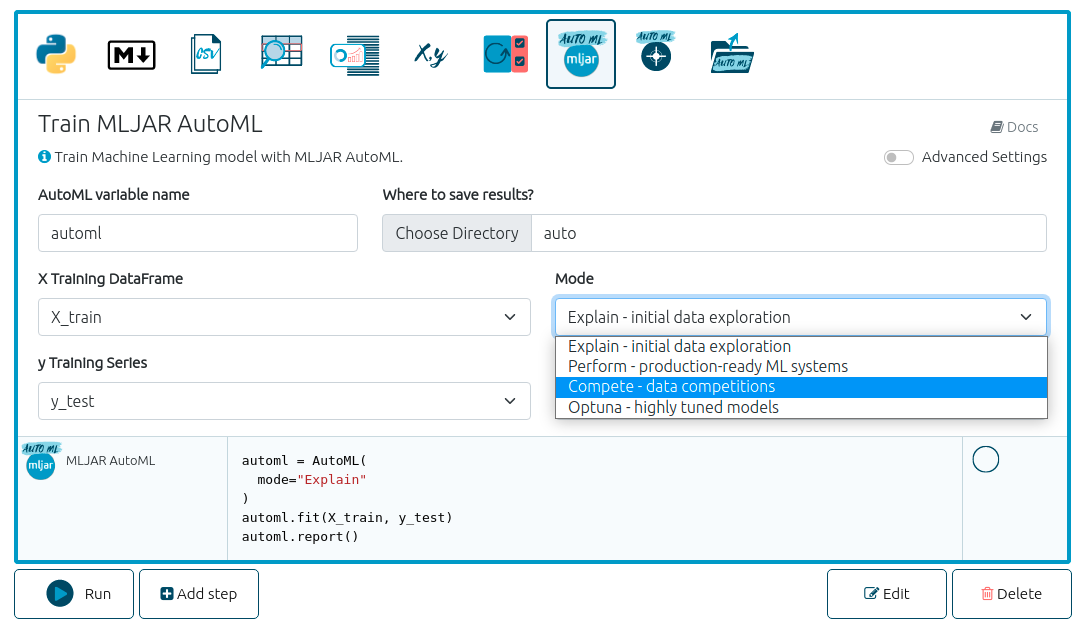 M
CSV
X,y
AUTO ML
mljar
AUTO ML
AUTO ML
Train MLJAR AutoML
Docs
Train Machine Learning model with MLJAR AutoML.
Advanced Settings
AutoML variable name
Where to save results?
automl
Choose Directory
auto
X Training DataFrame
Mode
X_train
Explain - initial data exploration
Explain - initial data exploration
y Training Series
Perform - production-ready ML systems
Compete - data competitions
y_test
Optuna - highly tuned models
AUTO ML
mljar
MLJAR AutoML
automl = AutoML(
  mode="Explain"
)
automl.fit(X_train, y_test)
automl.report()
Run
Add step
Edit
Delete